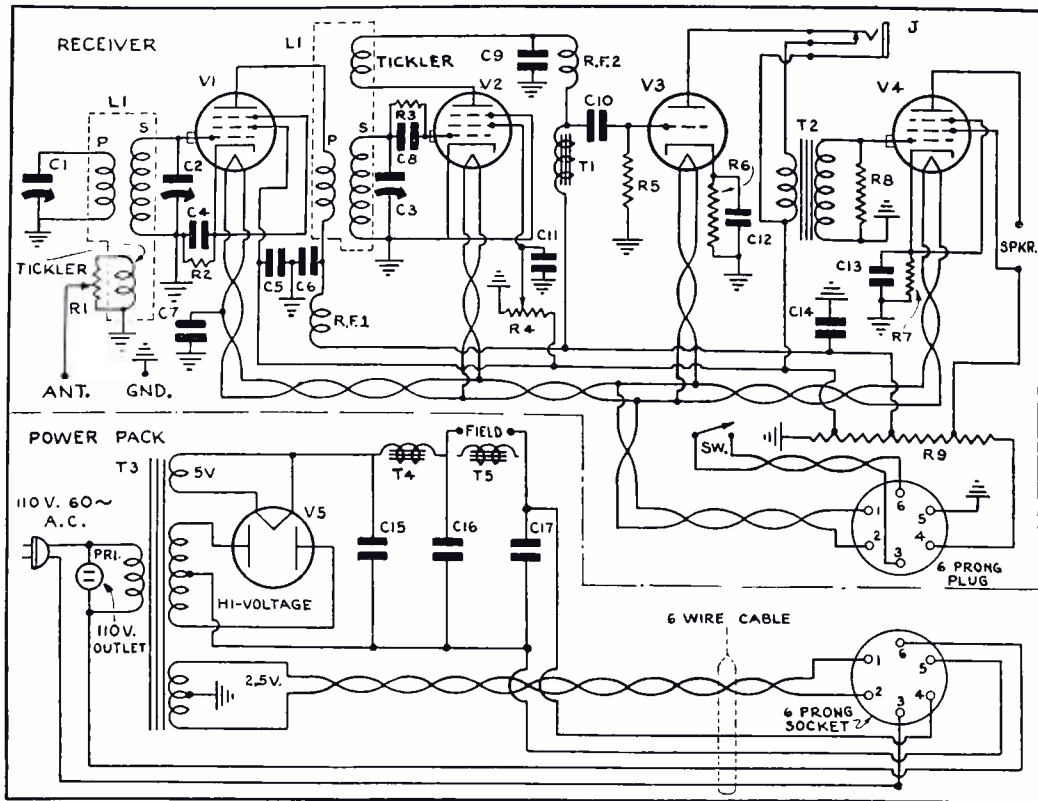 RECEIVER
L1
P
S
C1
C2
C4
R2
TICKLER
R1
C7
ANT.
GND.
V1
L1
TICKLER
P
S
R3
C8
C3
C5
C6
R.F.1
V2
C9
R.F.2
C10
T1
C11
R4
R5
V3
R6
C12
J
T2
V4
R8
C13
R7
C14
SPKR.
R9
SW.
1
2
3
4
5
6
6 PRONG
PLUG
POWER PACK
T3
5V
110 V. 60~
A.C.
PRI.
110V.
OUTLET
V5
HI-VOLTAGE
2.5V.
FIELD
T4
T5
C15
C16
C17
6 WIRE CABLE
1
2
3
4
5
6
6 PRONG
SOCKET